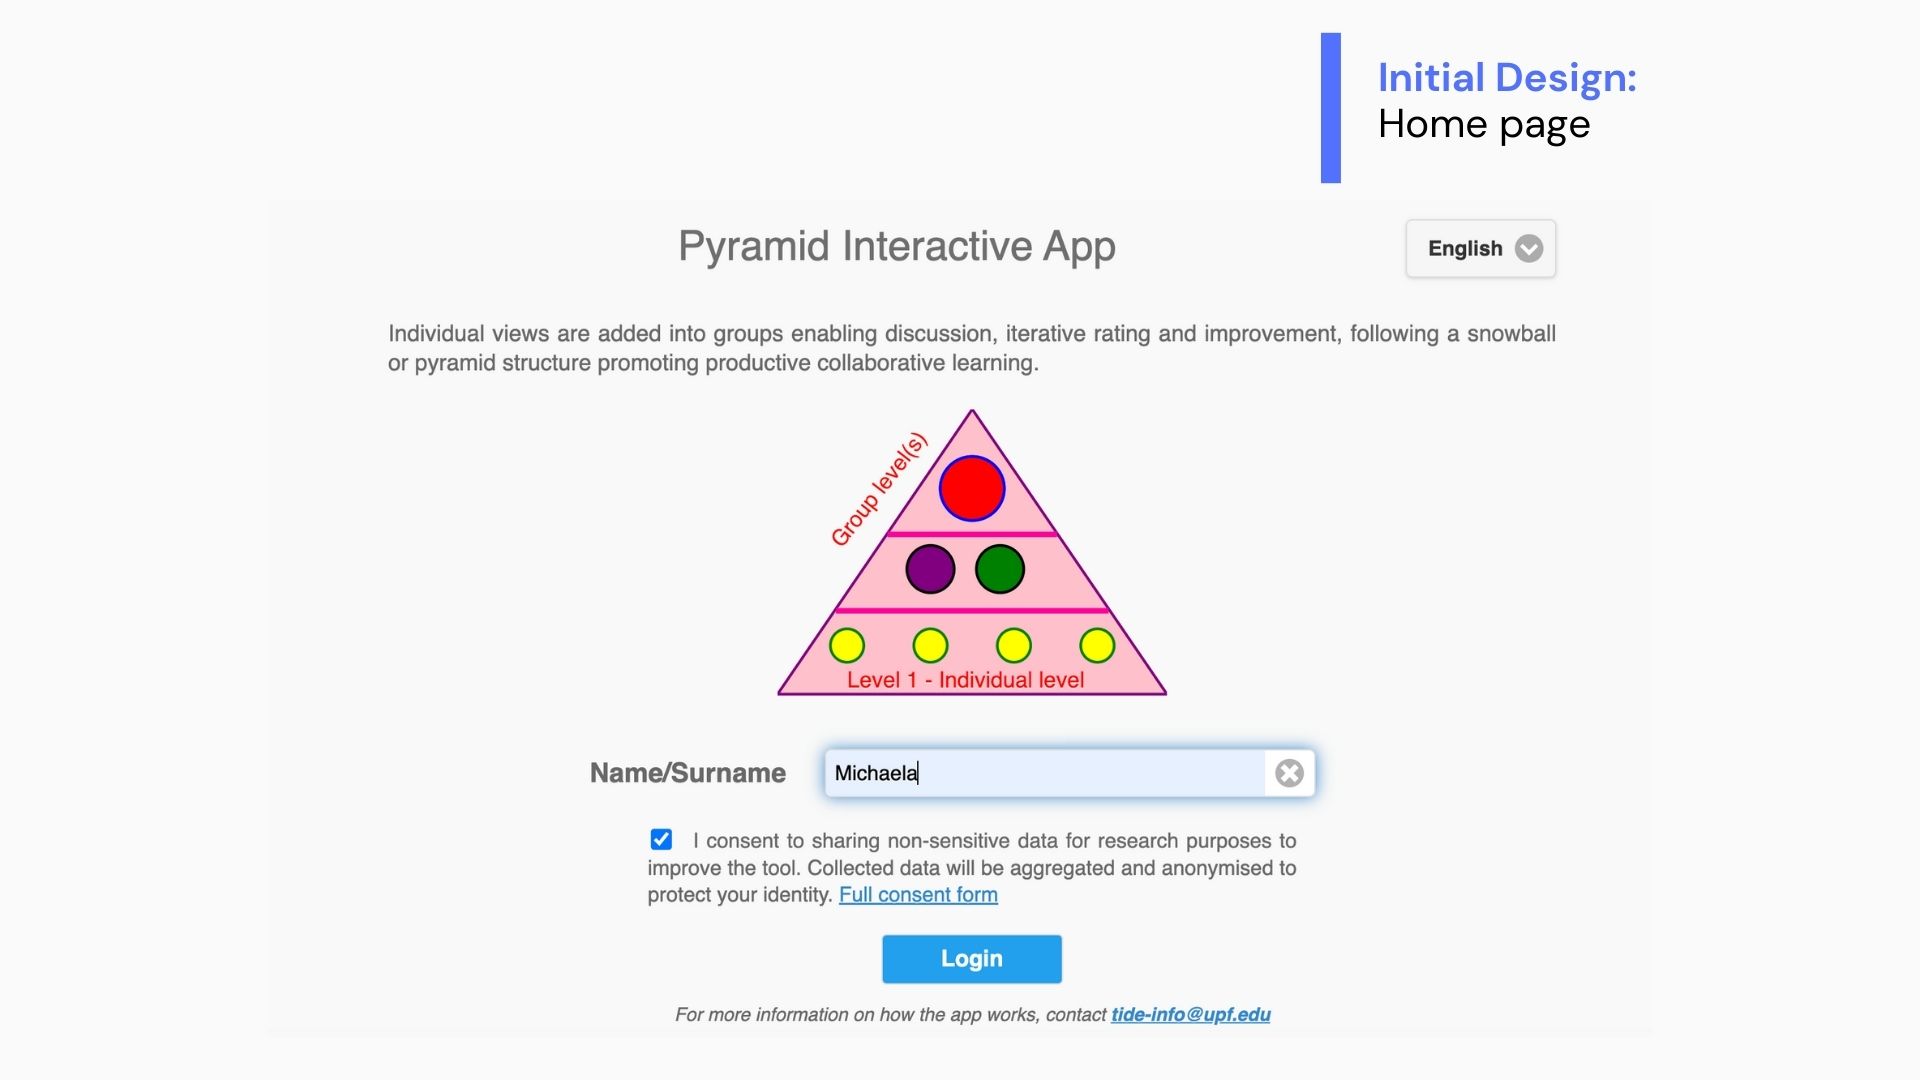 Initial Design:
Home page
Pyramid Interactive App
English
Individual views are added into groups enabling discussion, iterative rating and improvement, following a snowball
or pyramid structure promoting productive collaborative learning.
Group level(s)
Level 1 - Individual level
Name/Surname
Michaela
I consent to sharing non-sensitive data for research purposes to
improve the tool. Collected data will be aggregated and anonymised to
protect your identity. Full consent form
Login
For more information on how the app works, contact tide-info@upf.edu